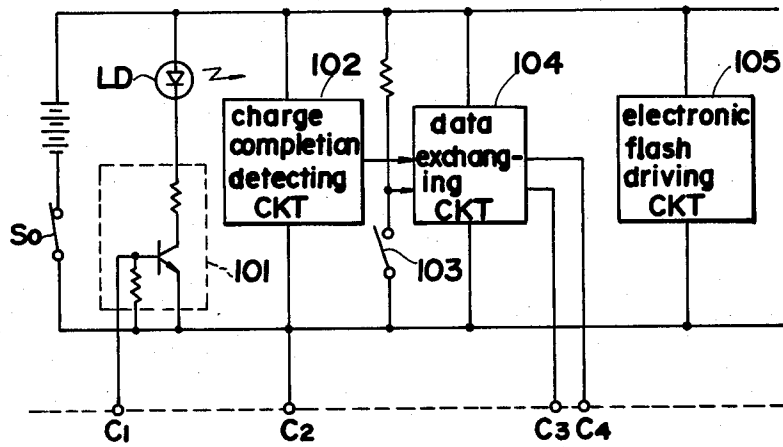 LD
102
104
105
charge
completion
detecting
CKT
data
exchang-
ing
CKT
electronic
flash
driving
CKT
So
101
103
C1
C2
C3
C4